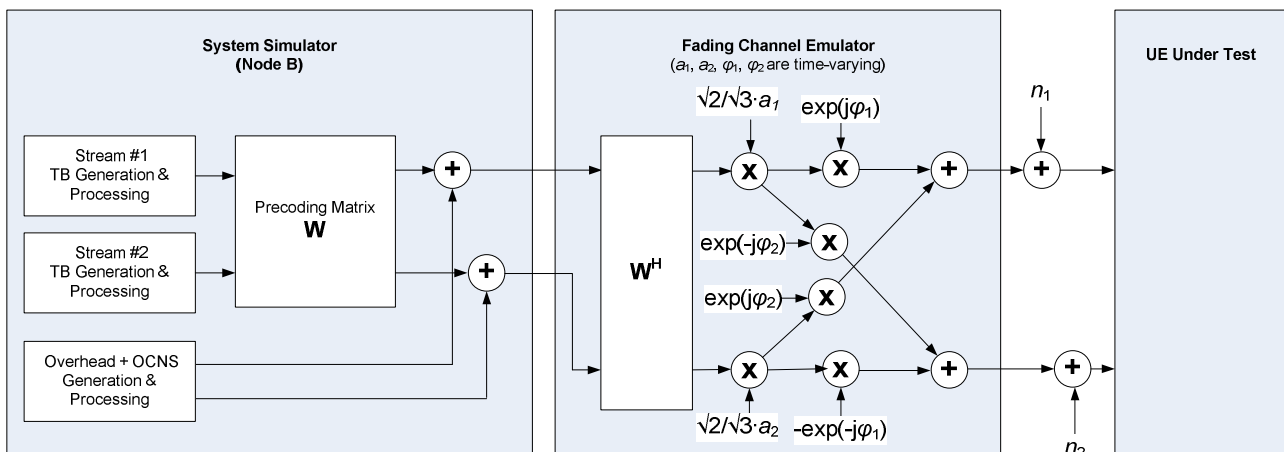 System Simulator
(Node B)
Stream #1
TB Generation &
Processing
Stream #2
TB Generation &
Processing
Overhead + OCNS
Generation &
Processing
Precoding Matrix
W
+
+
Fading Channel Emulator
(a₁, a₂, φ₁, φ₂ are time-varying)
√2/√3·a₁
exp(jφ₁)
Wᴴ
x
x
+
exp(-jφ₂)
x
exp(jφ₂)
x
x
x
+
√2/√3·a₂
-exp(-jφ₁)
n₁
+
+
n₂
UE Under Test